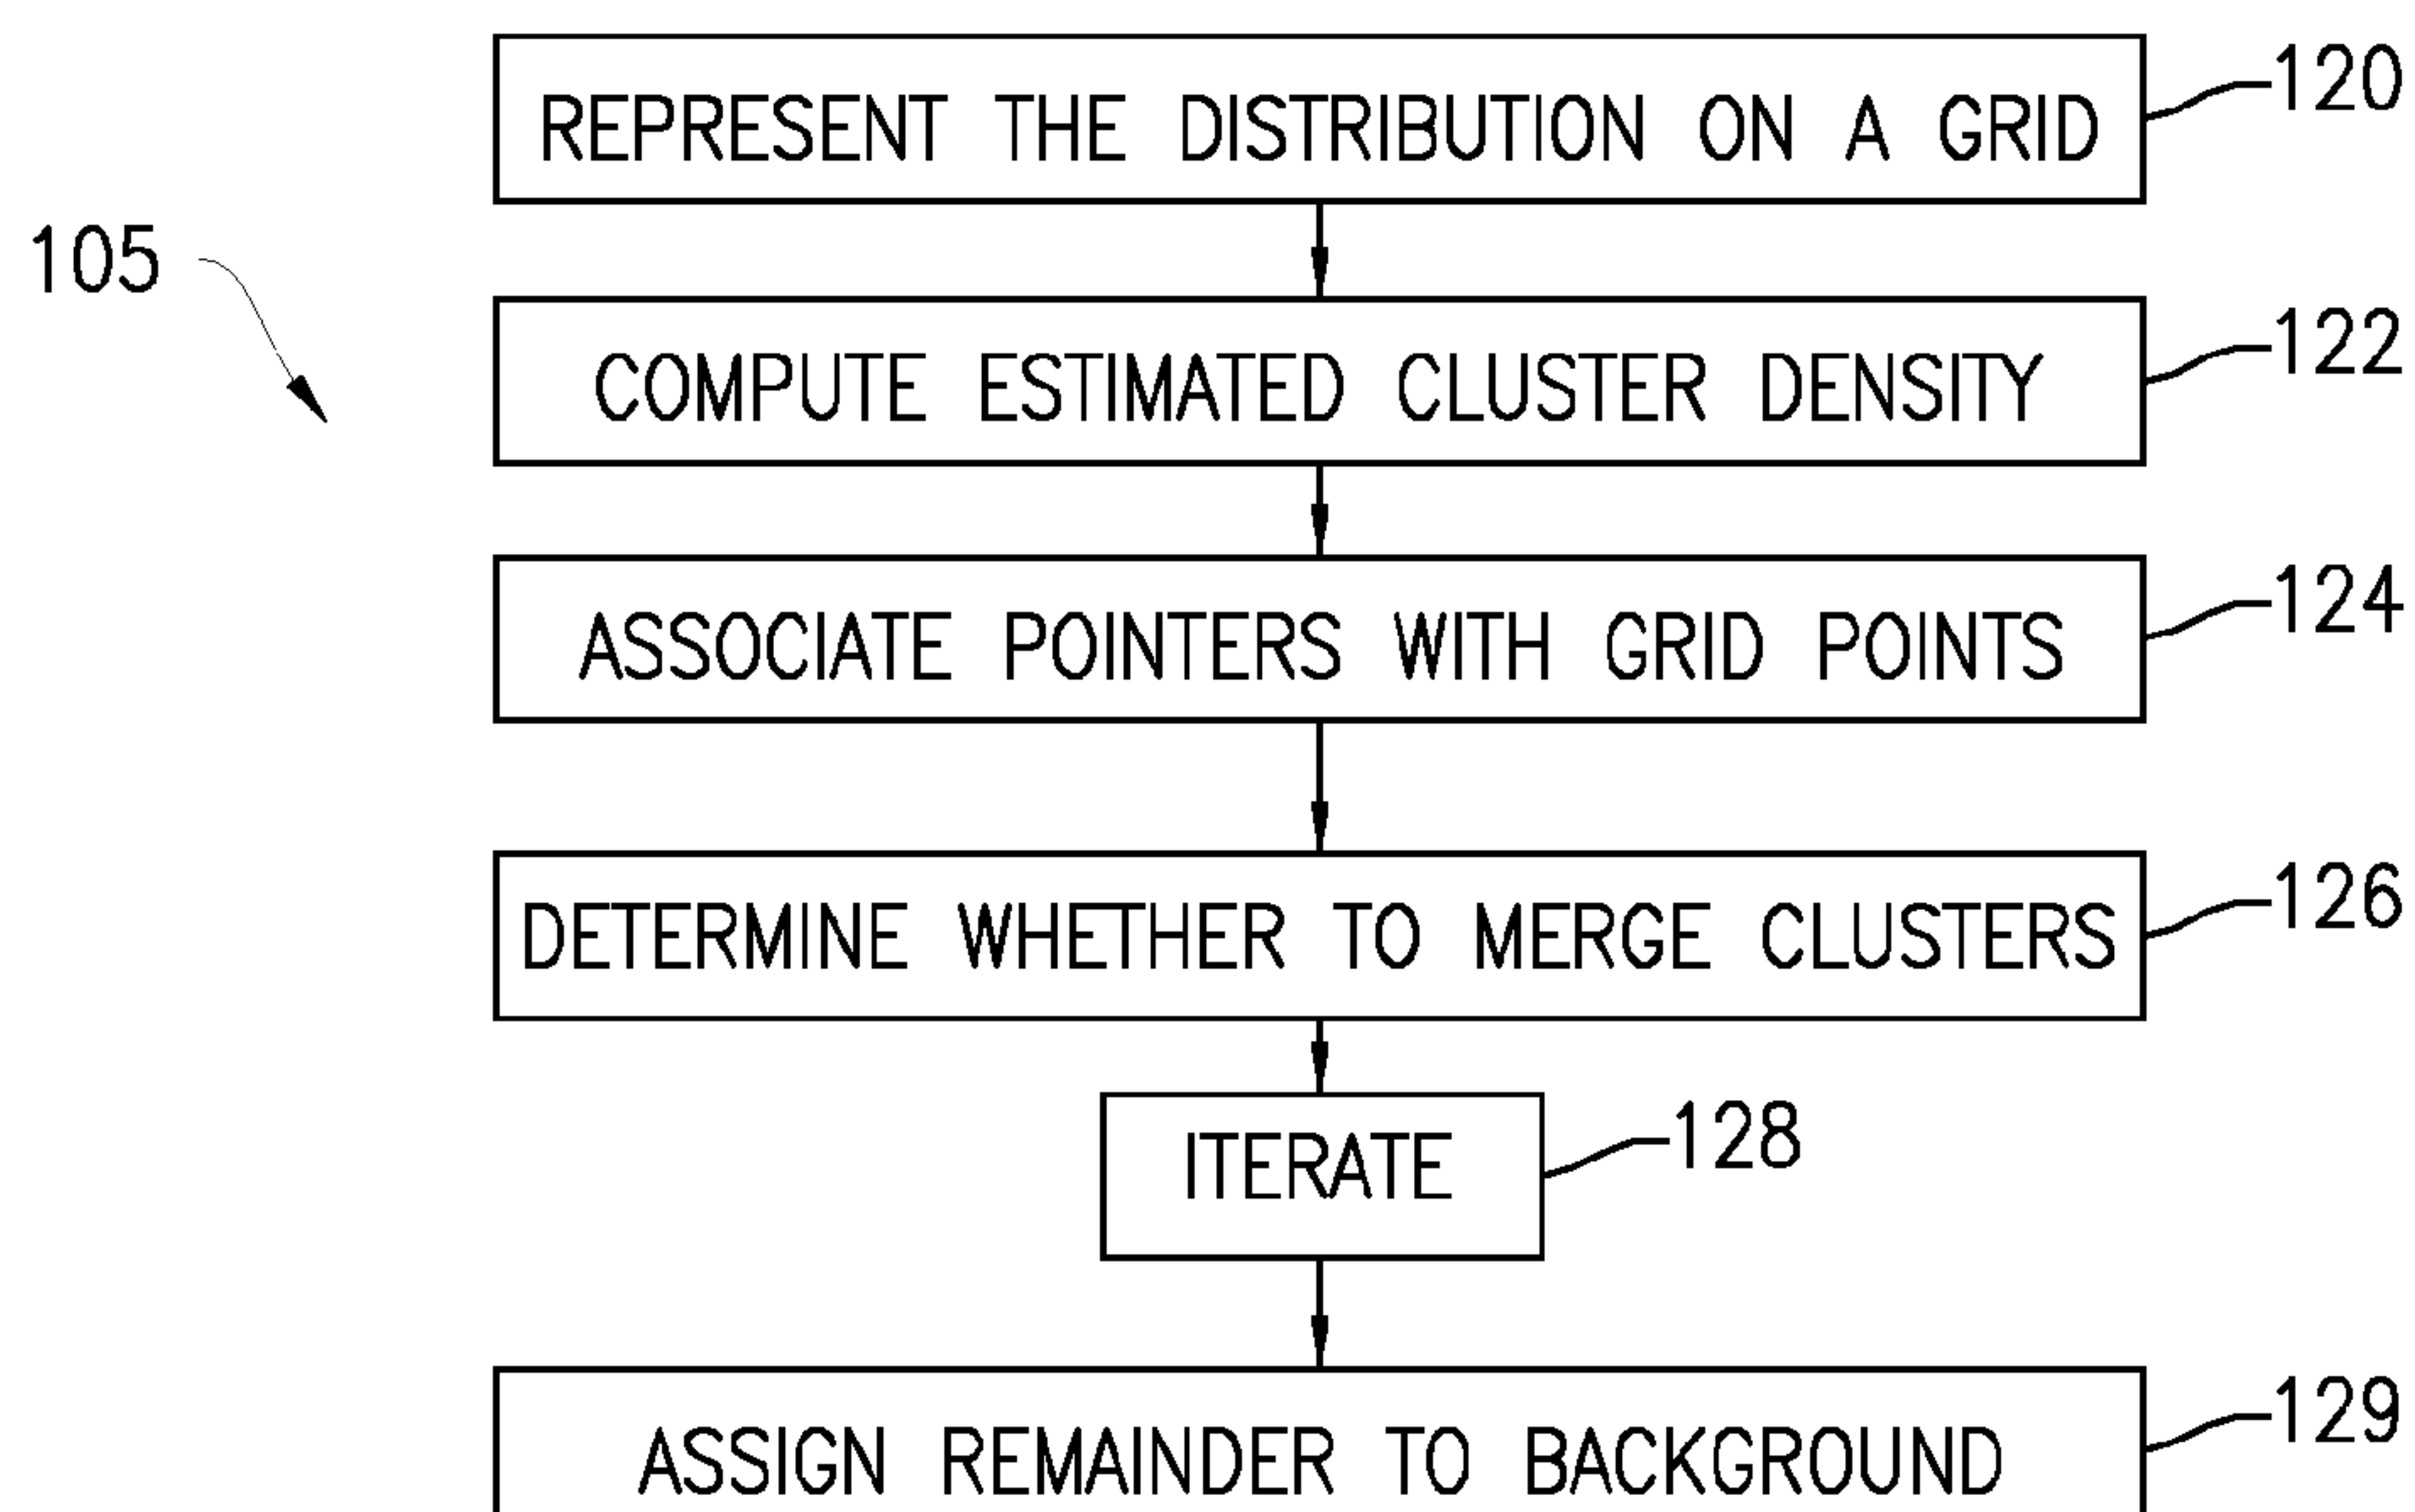 REPRESENT THE DISTRIBUTION ON A GRID
120
105
COMPUTE ESTIMATED CLUSTER DENSITY
122
ASSOCIATE POINTERS WITH GRID POINTS
124
DETERMINE WHETHER TO MERGE CLUSTERS
126
ITERATE
128
ASSIGN REMAINDER TO BACKGROUND
129